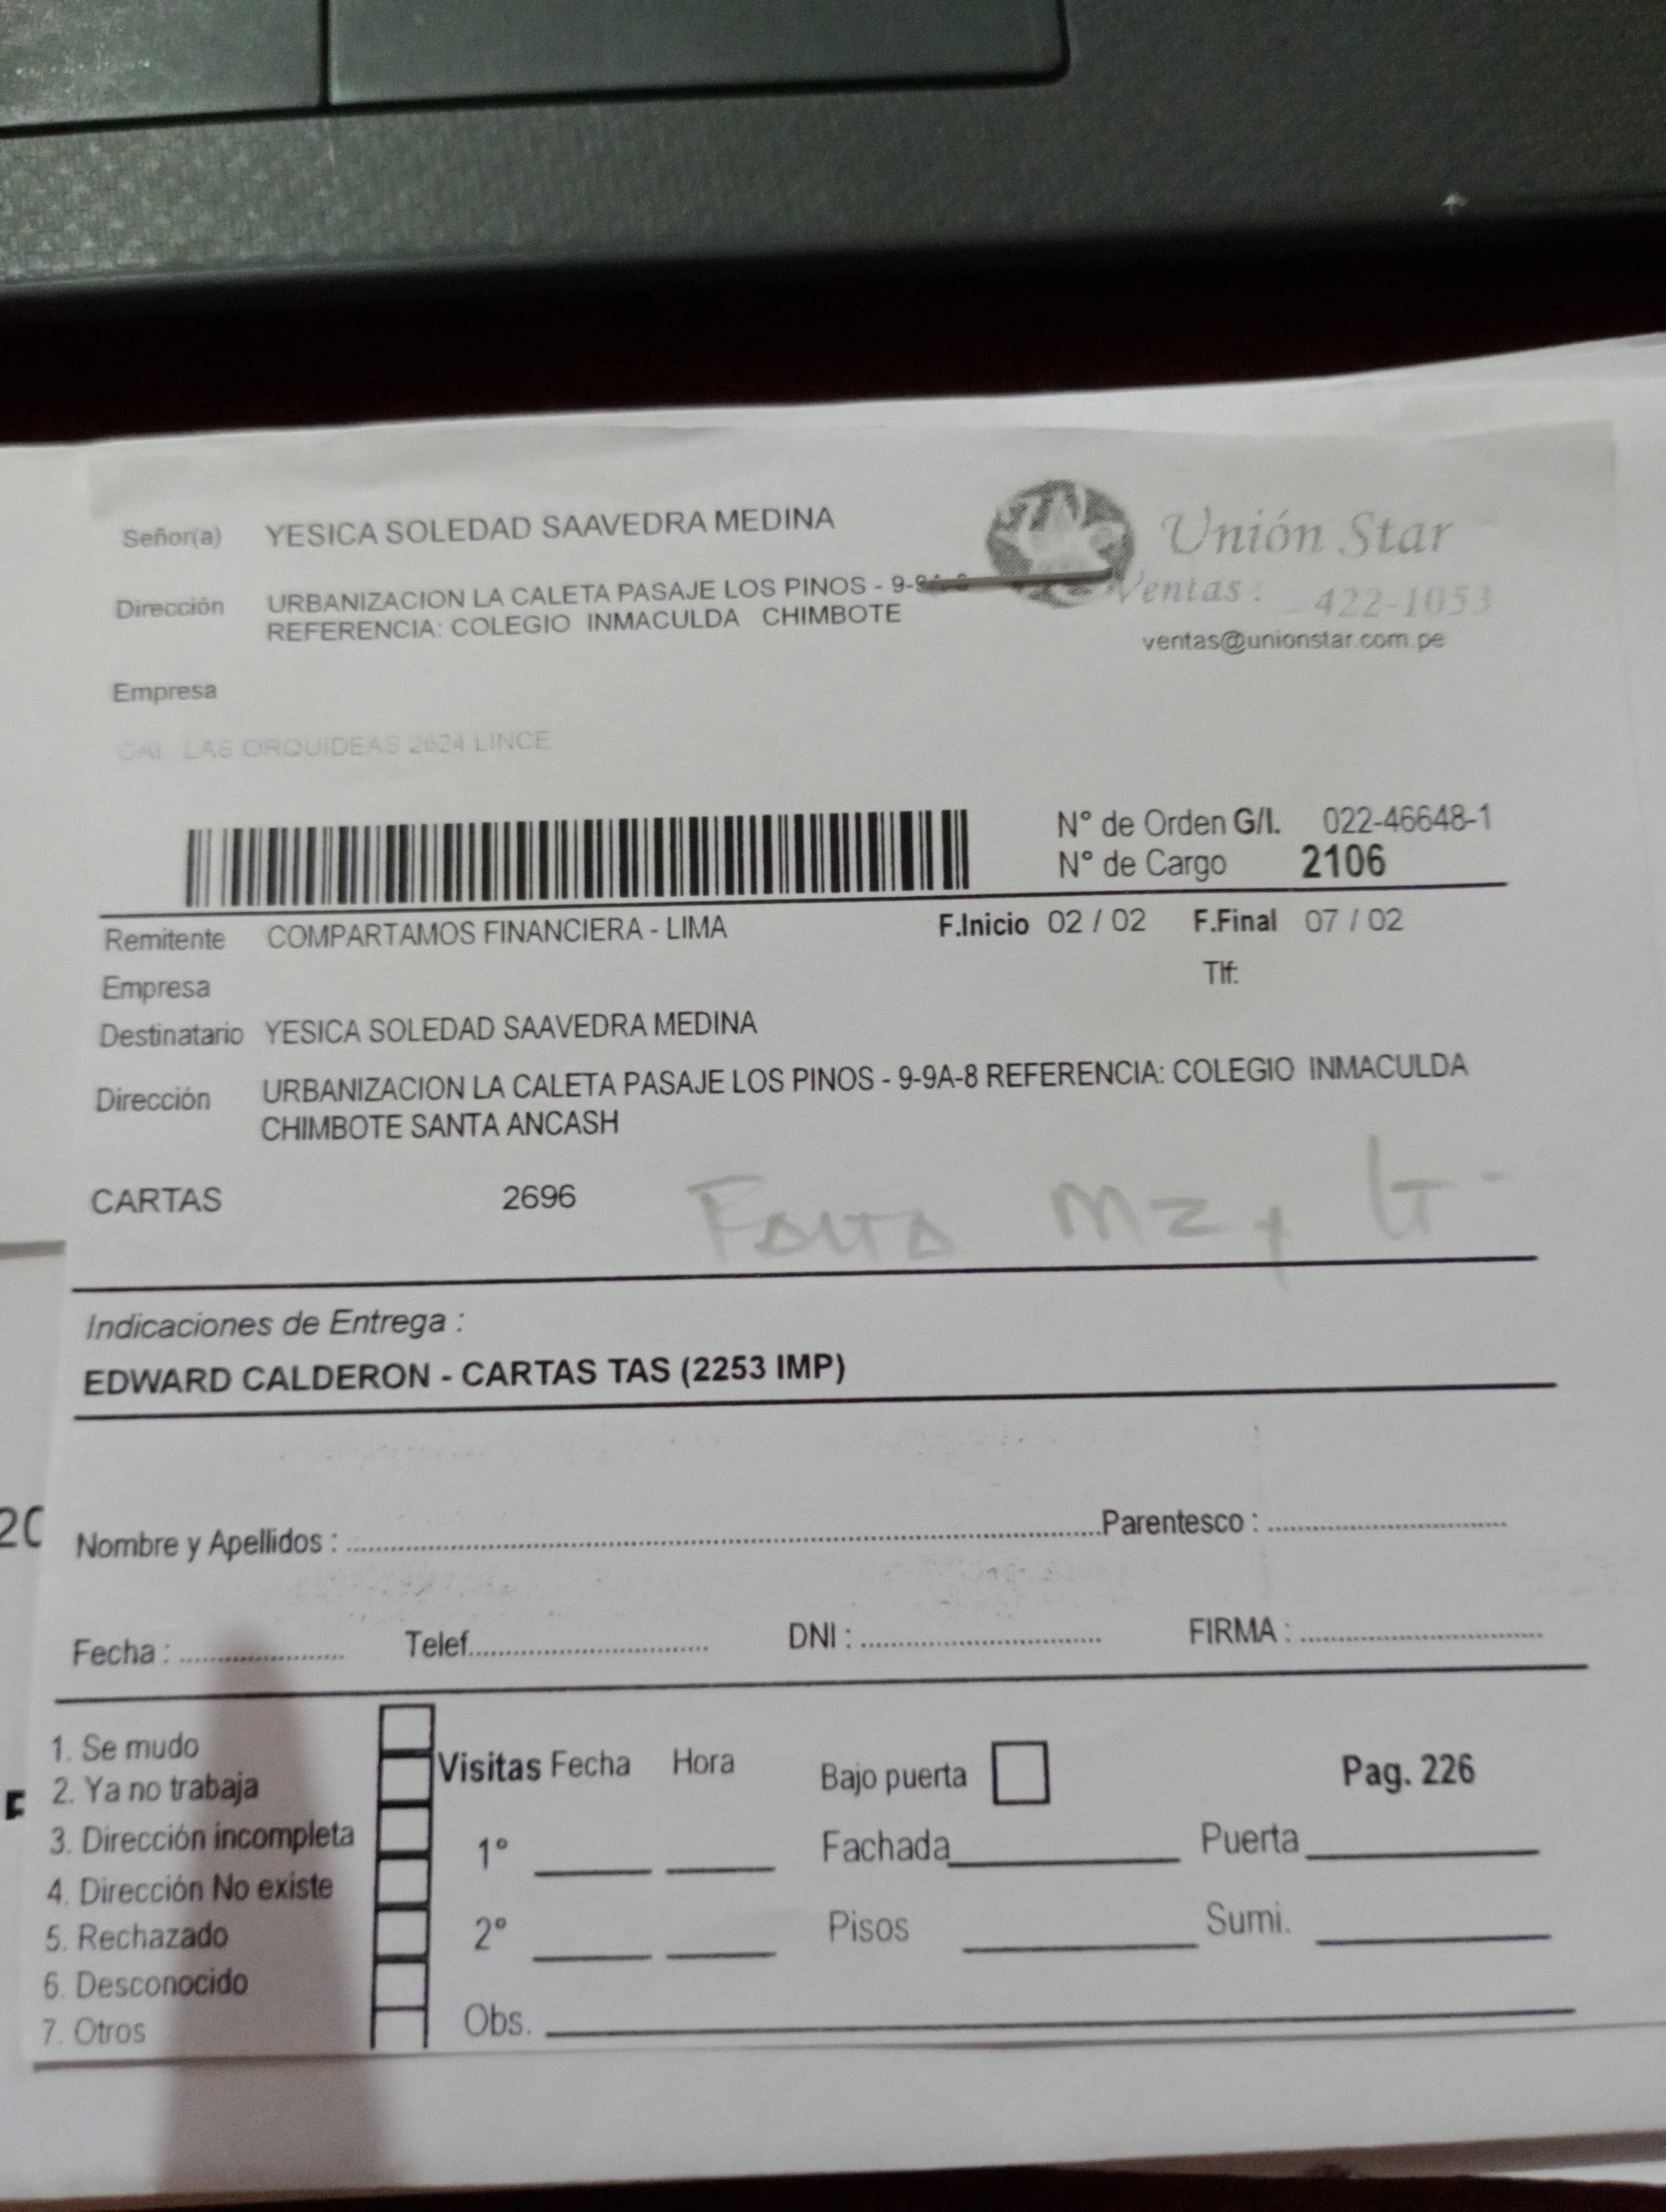 Señor(a) YESICA SOLEDAD SAAVEDRA MEDINA
Unión Star
Dirección URBANIZACION LA CALETA PASAJE LOS PINOS - 9-9A-8
REFERENCIA: COLEGIO INMACULDA CHIMBOTE
Ventas : 422-1053
ventas@unionstar.com.pe
Empresa
CAL. LAS ORQUIDEAS 2624 LINCE
N° de Orden G/I. 022-46648-1
N° de Cargo 2106
Remitente COMPARTAMOS FINANCIERA - LIMA F.Inicio 02 / 02 F.Final 07 / 02
Empresa Tlf:
Destinatario YESICA SOLEDAD SAAVEDRA MEDINA
Dirección URBANIZACION LA CALETA PASAJE LOS PINOS - 9-9A-8 REFERENCIA: COLEGIO INMACULDA
CHIMBOTE SANTA ANCASH
CARTAS 2696 Falta Mz y Lt-
Indicaciones de Entrega :
EDWARD CALDERON - CARTAS TAS (2253 IMP)
Nombre y Apellidos : Parentesco :
Fecha : Telef. DNI : FIRMA :
1. Se mudo
2. Ya no trabaja
3. Dirección incompleta
4. Dirección No existe
5. Rechazado
6. Desconocido
7. Otros
Visitas Fecha Hora
1°
2°
Obs.
Bajo puerta Pag. 226
Fachada Puerta
Pisos Sumi.